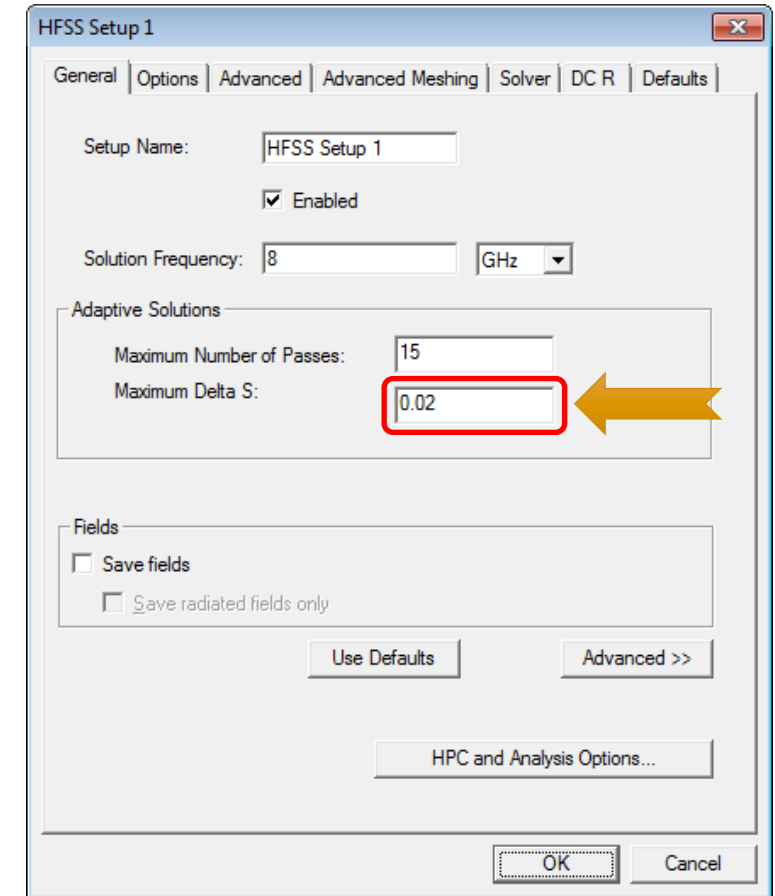 HFSS Setup 1
General Options Advanced Advanced Meshing Solver DC R Defaults
Setup Name: HFSS Setup 1
Enabled
Solution Frequency: 8 GHz
Adaptive Solutions
Maximum Number of Passes: 15
Maximum Delta S: 0.02
Fields
Save fields
Save radiated fields only
Use Defaults Advanced >>
HPC and Analysis Options...
OK Cancel